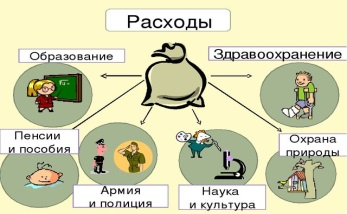 Расходы
Образование
Здравоохранение
Пенсии
и пособия
Армия
и полиция
Наука
и культура
Охрана
природы